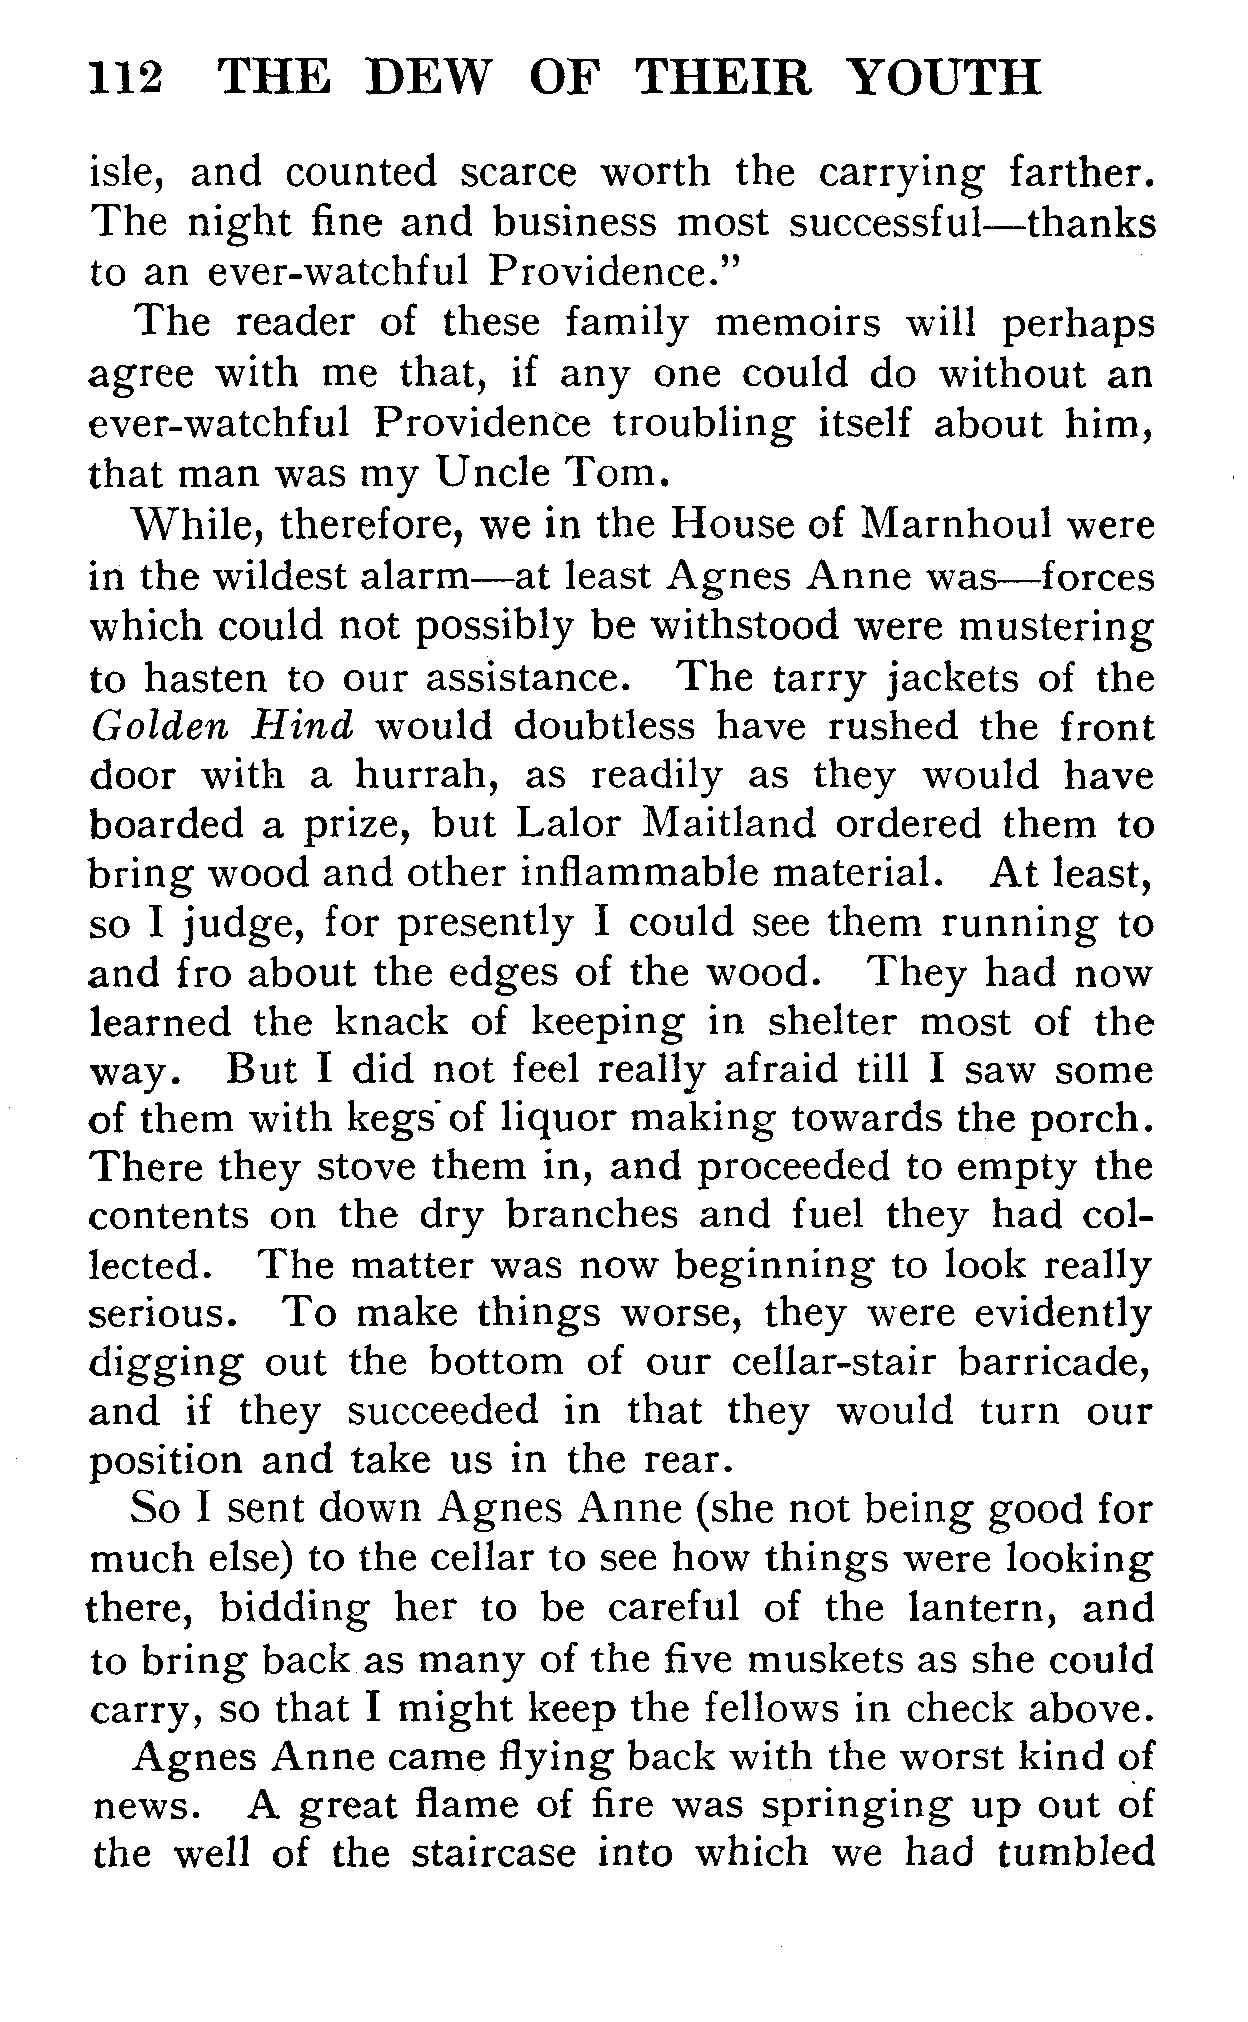 112 THE DEW OF THEIR YOUTH
isle, and counted scarce worth the carrying farther.
The night fine and business most successful—thanks
to an ever-watchful Providence."
The reader of these family memoirs will perhaps
agree with me that, if any one could do without an
ever-watchful Providence troubling itself about him,
that man was my Uncle Tom.
While, therefore, we in the House of Marnhoul were
in the wildest alarm—at least Agnes Anne was—forces
which could not possibly be withstood were mustering
to hasten to our assistance. The tarry jackets of the
Golden Hind would doubtless have rushed the front
door with a hurrah, as readily as they would have
boarded a prize, but Lalor Maitland ordered them to
bring wood and other inflammable material. At least,
so I judge, for presently I could see them running to
and fro about the edges of the wood. They had now
learned the knack of keeping in shelter most of the
way. But I did not feel really afraid till I saw some
of them with kegs of liquor making towards the porch.
There they stove them in, and proceeded to empty the
contents on the dry branches and fuel they had col-
lected. The matter was now beginning to look really
serious. To make things worse, they were evidently
digging out the bottom of our cellar-stair barricade,
and if they succeeded in that they would turn our
position and take us in the rear.
So I sent down Agnes Anne (she not being good for
much else) to the cellar to see how things were looking
there, bidding her to be careful of the lantern, and
to bring back as many of the five muskets as she could
carry, so that I might keep the fellows in check above.
Agnes Anne came flying back with the worst kind of
news. A great flame of fire was springing up out of
the well of the staircase into which we had tumbled